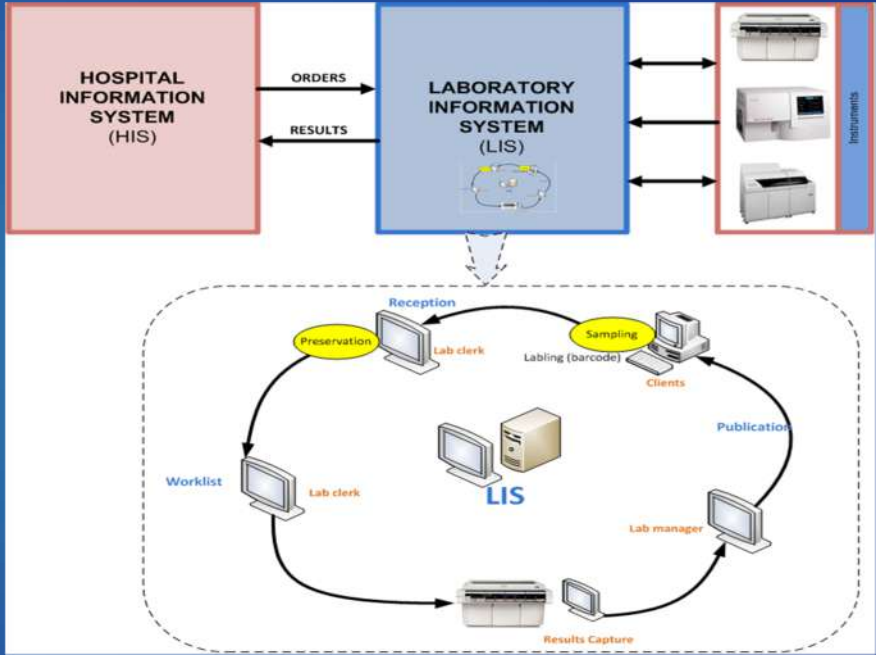 HOSPITAL
INFORMATION
SYSTEM
(HIS)
ORDERS
RESULTS
LABORATORY
INFORMATION
SYSTEM
(LIS)
Instruments
Reception
Preservation
Lab clerk
Sampling
Labling (barcode)
Clients
Publication
Worklist
Lab clerk
LIS
Lab manager
Results Capture